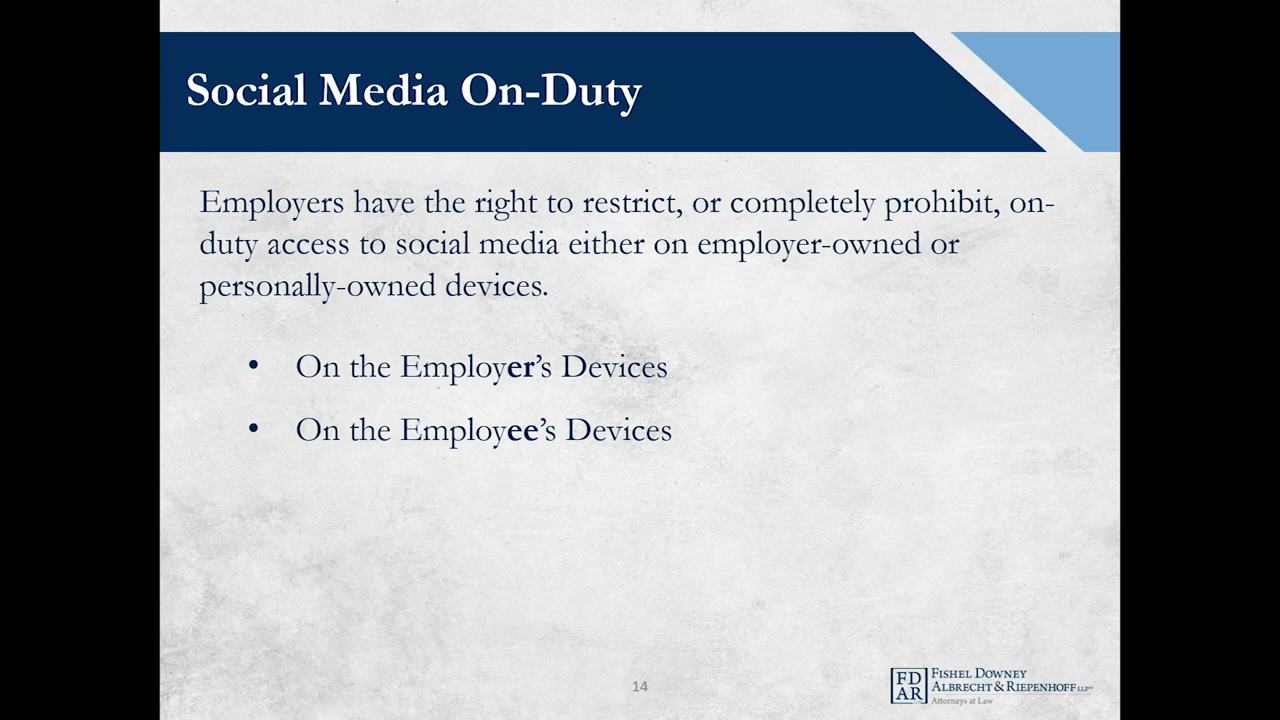 Social Media On-Duty
Employers have the right to restrict, or completely prohibit, on-
duty access to social media either on employer-owned or
personally-owned devices.
• On the Employer’s Devices
• On the Employee’s Devices
14
FD
AR
FISHEL DOWNEY
ALBRECHT & RIEPENHOFF LLP
Attorneys at Law